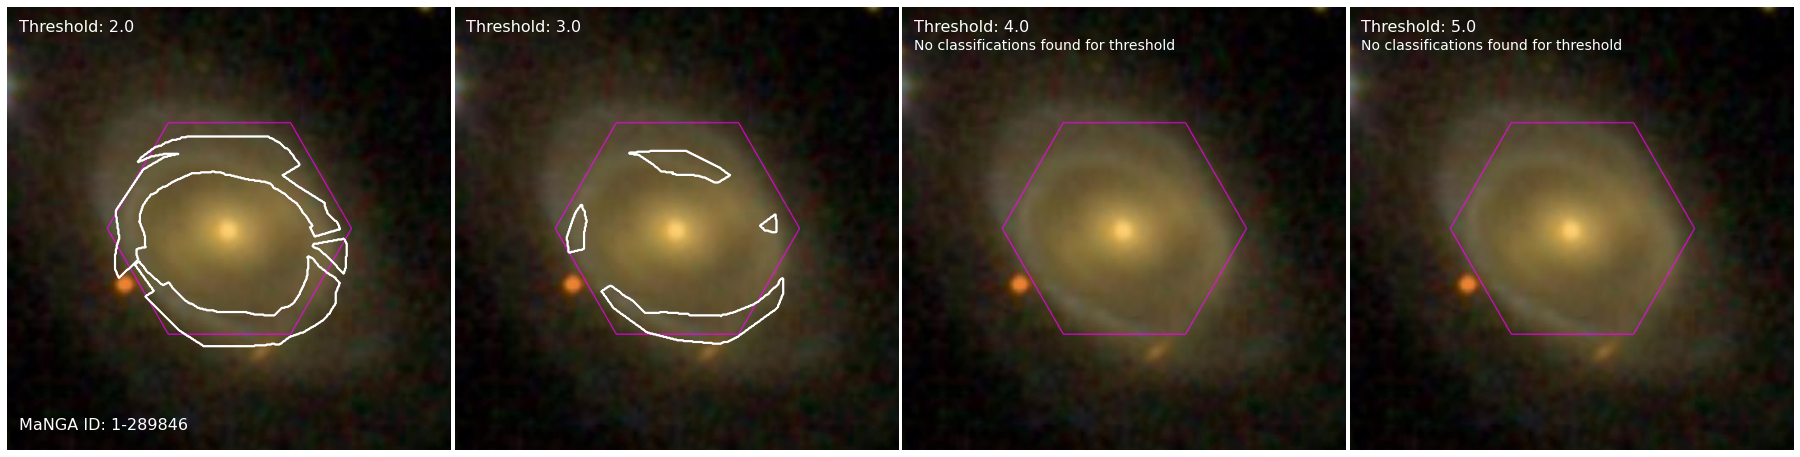 Threshold: 2.0
MaNGA ID: 1-289846
Threshold: 3.0
Threshold: 4.0
No classifications found for threshold
Threshold: 5.0
No classifications found for threshold